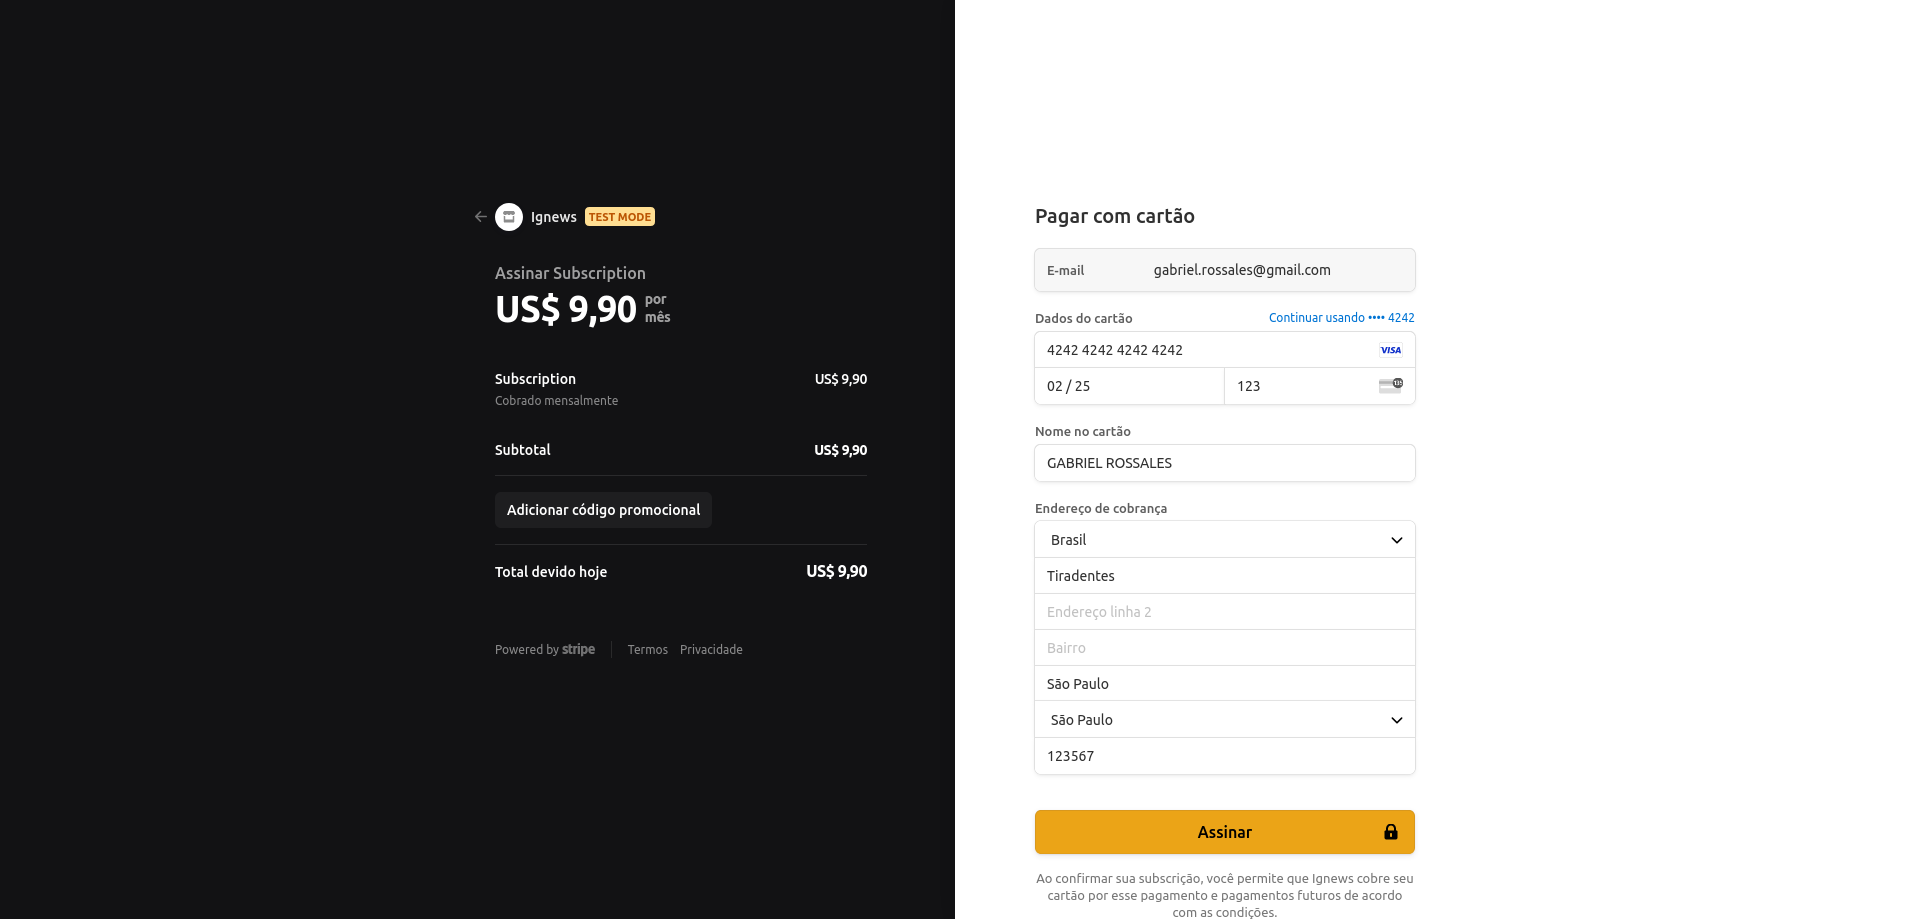 Ignews TEST MODE
Assinar Subscription
US$ 9,90 por
mês
Subscription US$ 9,90
Cobrado mensalmente
Subtotal US$ 9,90
Adicionar código promocional
Total devido hoje US$ 9,90
Powered by stripe Termos Privacidade
Pagar com cartão
E-mail gabriel.rossales@gmail.com
Dados do cartão Continuar usando •••• 4242
4242 4242 4242 4242 VISA
02 / 25 123
Nome no cartão
GABRIEL ROSSALES
Endereço de cobrança
Brasil
Tiradentes
Endereço linha 2
Bairro
São Paulo
São Paulo
123567
Assinar
Ao confirmar sua subscrição, você permite que Ignews cobre seu
cartão por esse pagamento e pagamentos futuros de acordo
com as condições.